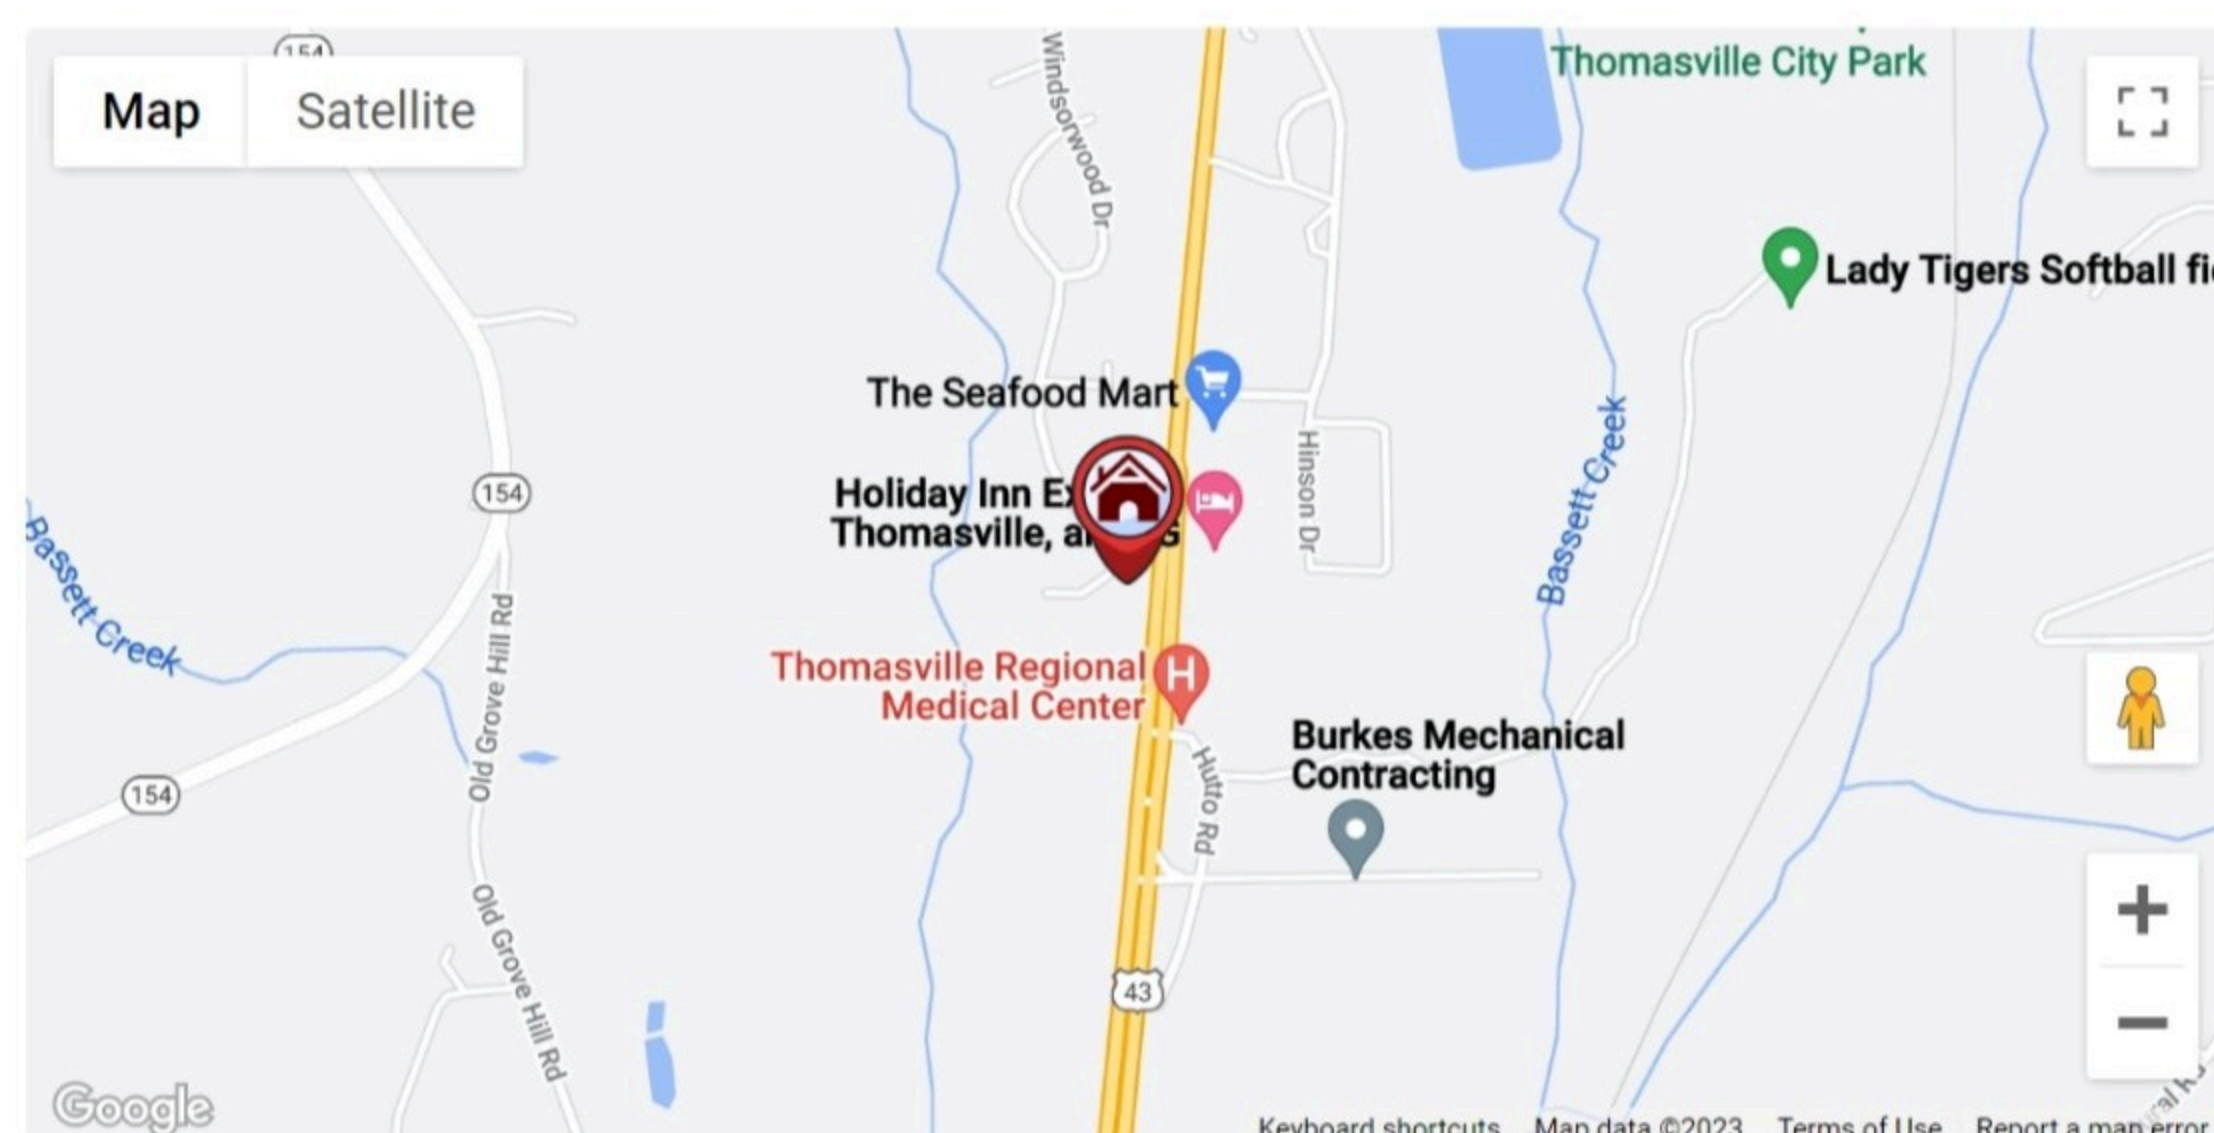 154
Map
Satellite
Windsorwood Dr
Thomasville City Park
Lady Tigers Softball
The Seafood Mart
154
Holiday Inn
Thomasville,
Hinson Dr
Bassett Creek
Bassett Creek
Old Grove Hill Rd
Thomasville Regional
Medical Center
H
Burkes Mechanical
Contracting
Hutto Rd
154
Old Grove Hill Rd
43
Google
Keyboard shortcuts
Map data ©2023
Terms of Use
Report a map error